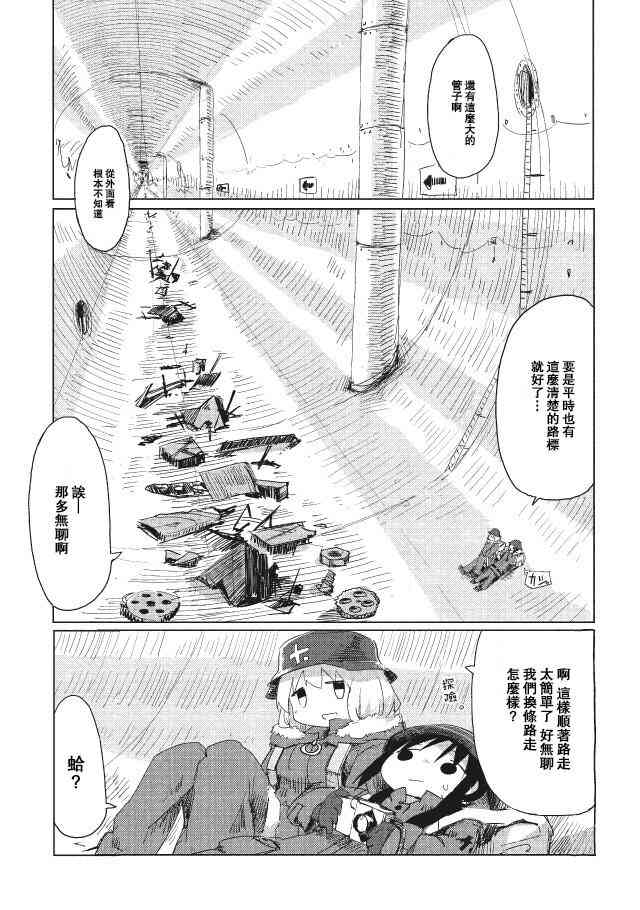 還有這麼大的
管子啊
從外面看
根本不知道
要是平時也有
這麼清楚的路標
就好了…
誒—
那多無聊啊
ガッ
啊 這樣順著路走
太簡單了 好無聊
我們換條路走
怎麼樣？
探險。
蛤？